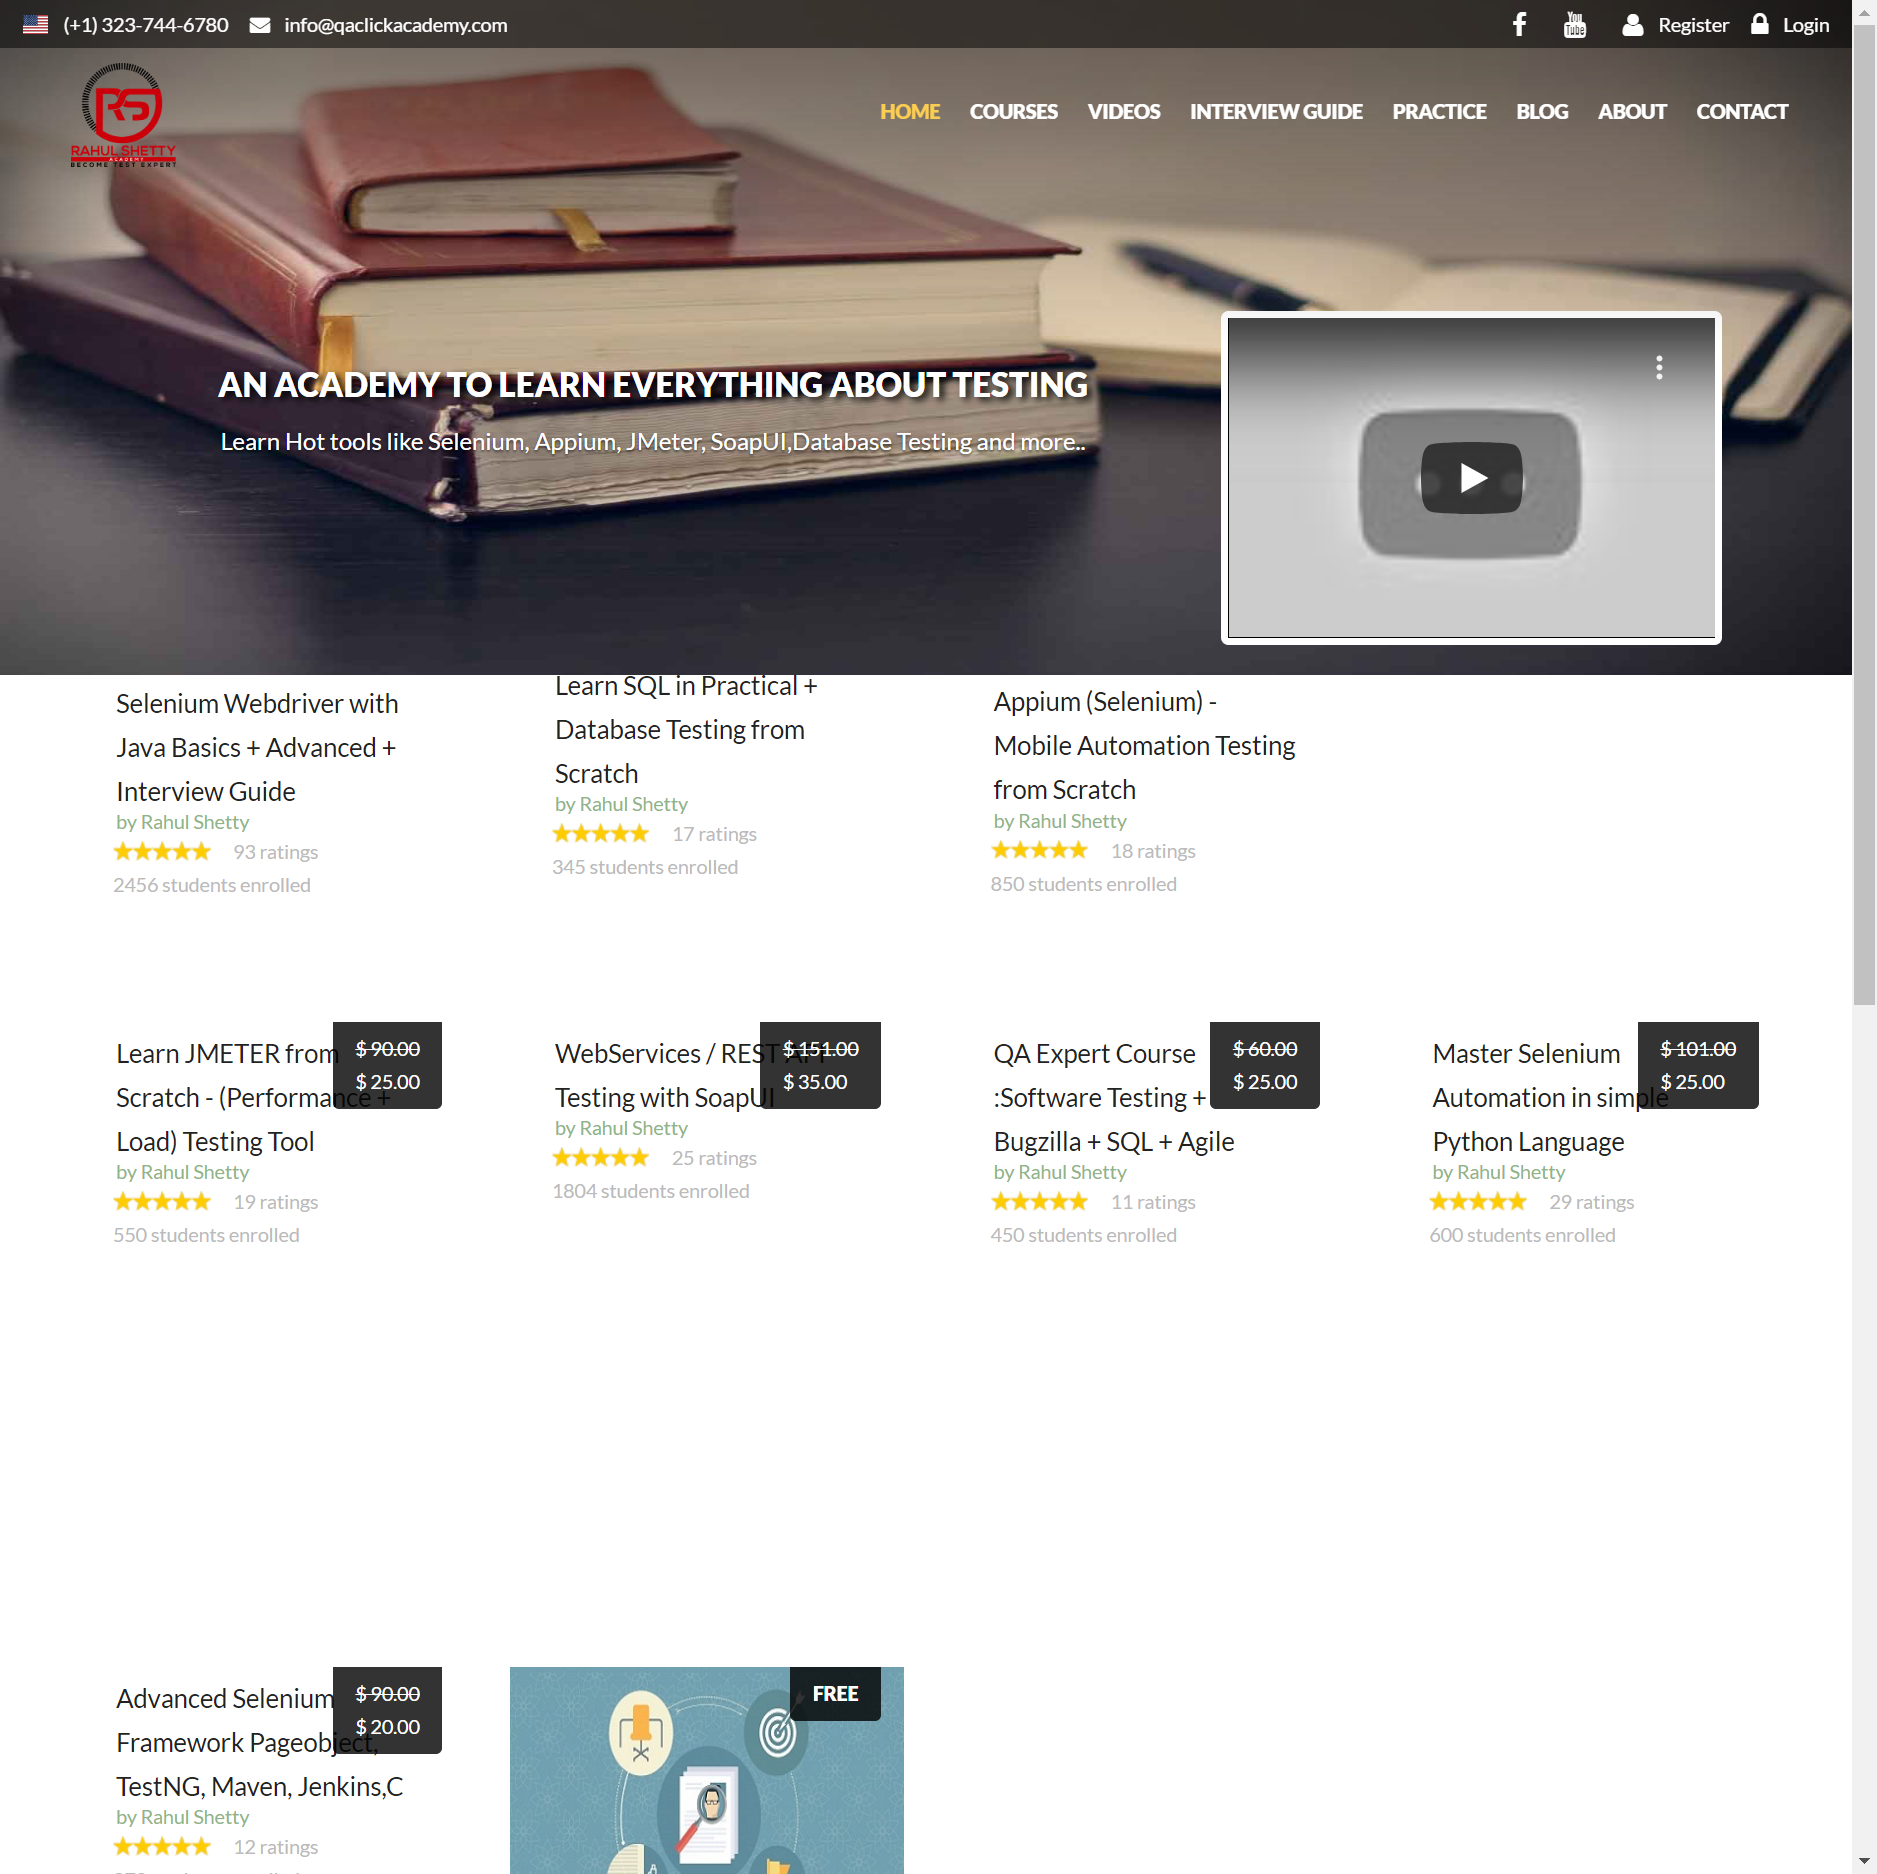 (+1) 323-744-6780 info@qaclickacademy.com You Tube Register Login
RS
RAHUL SHETTY
ACADEMY
BECOME TEST EXPERT
HOME COURSES VIDEOS INTERVIEW GUIDE PRACTICE BLOG ABOUT CONTACT
AN ACADEMY TO LEARN EVERYTHING ABOUT TESTING
Learn Hot tools like Selenium, Appium, JMeter, SoapUI,Database Testing and more..
Selenium Webdriver with
Java Basics + Advanced +
Interview Guide
by Rahul Shetty
93 ratings
2456 students enrolled
Learn SQL in Practical +
Database Testing from
Scratch
by Rahul Shetty
17 ratings
345 students enrolled
Appium (Selenium) -
Mobile Automation Testing
from Scratch
by Rahul Shetty
18 ratings
850 students enrolled
Learn JMETER from
Scratch - (Performance +
Load) Testing Tool
by Rahul Shetty
19 ratings
550 students enrolled
$ 90.00
$ 25.00
WebServices / REST API
Testing with SoapUI
by Rahul Shetty
25 ratings
1804 students enrolled
$ 151.00
$ 35.00
QA Expert Course
:Software Testing +
Bugzilla + SQL + Agile
by Rahul Shetty
11 ratings
450 students enrolled
$ 60.00
$ 25.00
Master Selenium
Automation in simple
Python Language
by Rahul Shetty
29 ratings
600 students enrolled
$ 101.00
$ 25.00
Advanced Selenium
Framework Pageobject,
TestNG, Maven, Jenkins,C
by Rahul Shetty
12 ratings
$ 90.00
$ 20.00
FREE